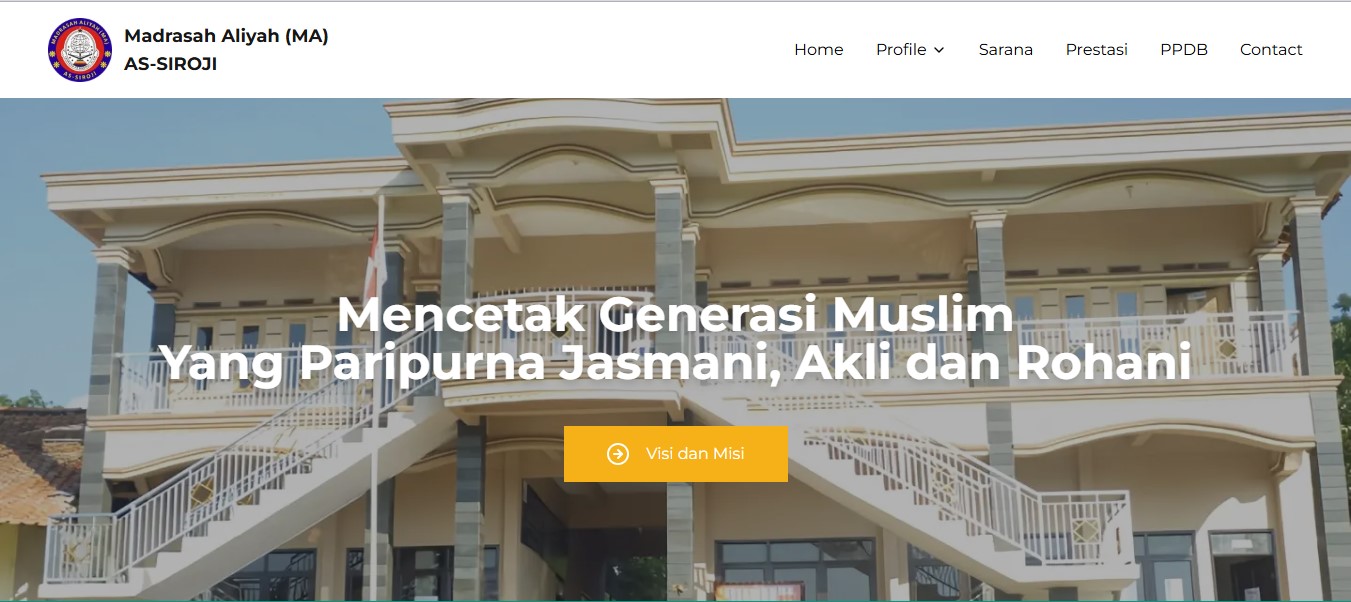 MADRASAH ALIYAH (MA)
AS-SIROJI
Madrasah Aliyah (MA)
AS-SIROJI
Home
Profile
Sarana
Prestasi
PPDB
Contact
Mencetak Generasi Muslim
Yang Paripurna Jasmani, Akli dan Rohani
Visi dan Misi